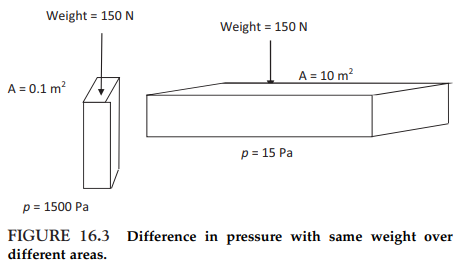 Weight = 150 N
Weight = 150 N
A = 0.1 m²
A = 10 m²
p = 15 Pa
p = 1500 Pa
FIGURE 16.3 Difference in pressure with same weight over
different areas.